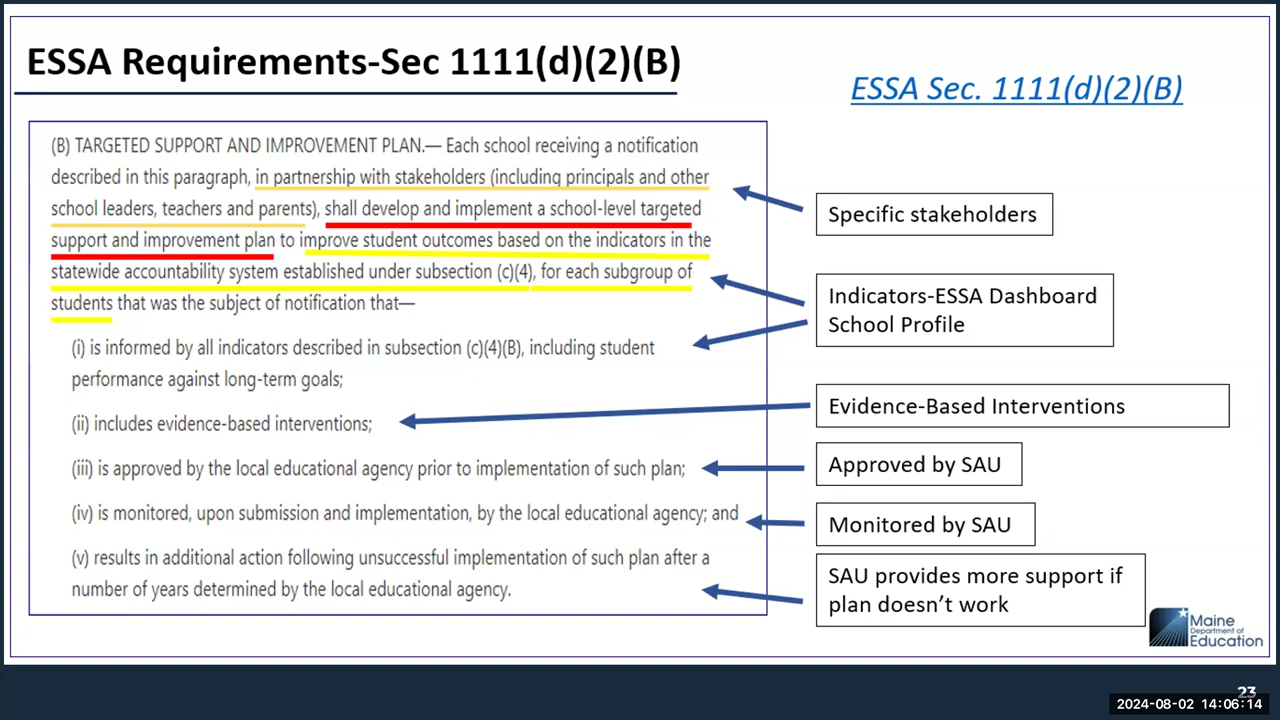 ESSA Requirements-Sec 1111(d)(2)(B)
ESSA Sec. 1111(d)(2)(B)
(B) TARGETED SUPPORT AND IMPROVEMENT PLAN.— Each school receiving a notification
described in this paragraph, in partnership with stakeholders (including principals and other
school leaders, teachers and parents), shall develop and implement a school-level targeted
support and improvement plan to improve student outcomes based on the indicators in the
statewide accountability system established under subsection (c)(4), for each subgroup of
students that was the subject of notification that—
(i) is informed by all indicators described in subsection (c)(4)(B), including student
performance against long-term goals;
(ii) includes evidence-based interventions;
(iii) is approved by the local educational agency prior to implementation of such plan;
(iv) is monitored, upon submission and implementation, by the local educational agency; and
(v) results in additional action following unsuccessful implementation of such plan after a
number of years determined by the local educational agency.
Specific stakeholders
Indicators-ESSA Dashboard
School Profile
Evidence-Based Interventions
Approved by SAU
Monitored by SAU
SAU provides more support if
plan doesn't work
Maine
Department of
Education
23
2024-08-02 14:06:14